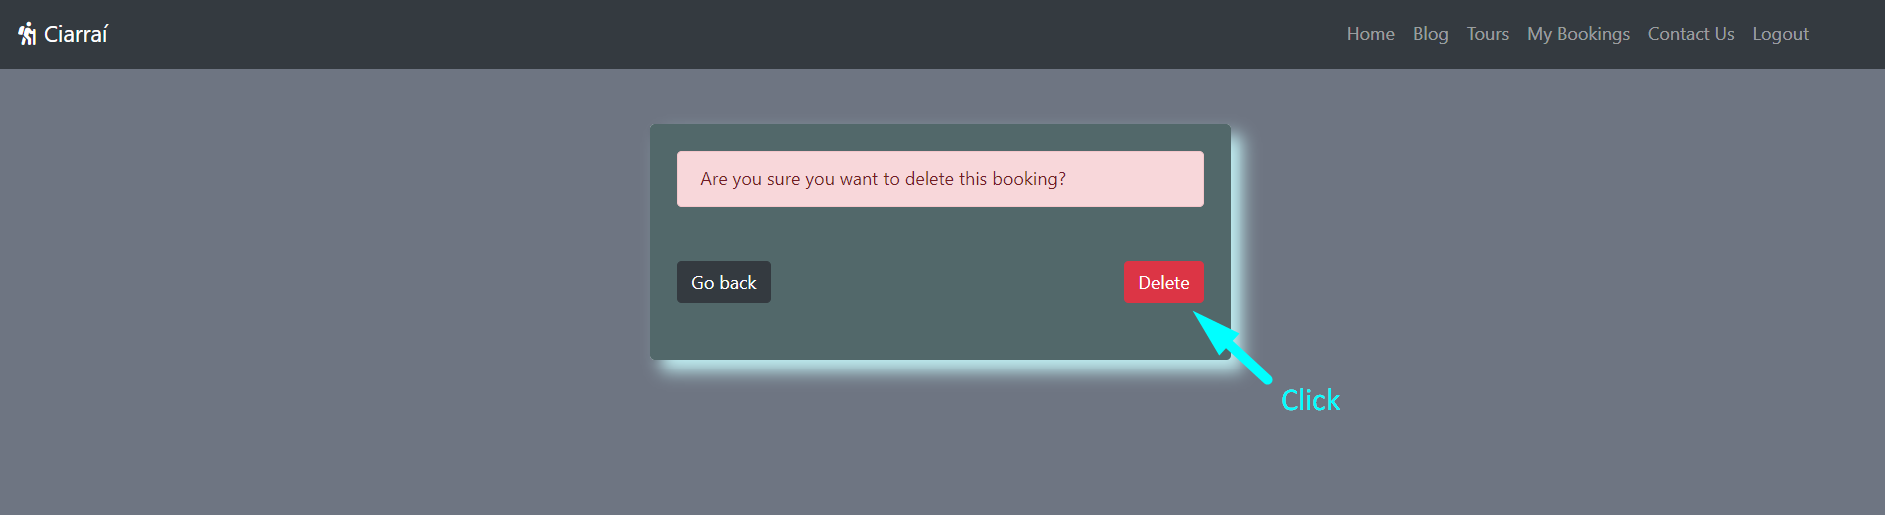 Ciarraí
Home Blog Tours My Bookings Contact Us Logout
Are you sure you want to delete this booking?
Go back Delete
Click